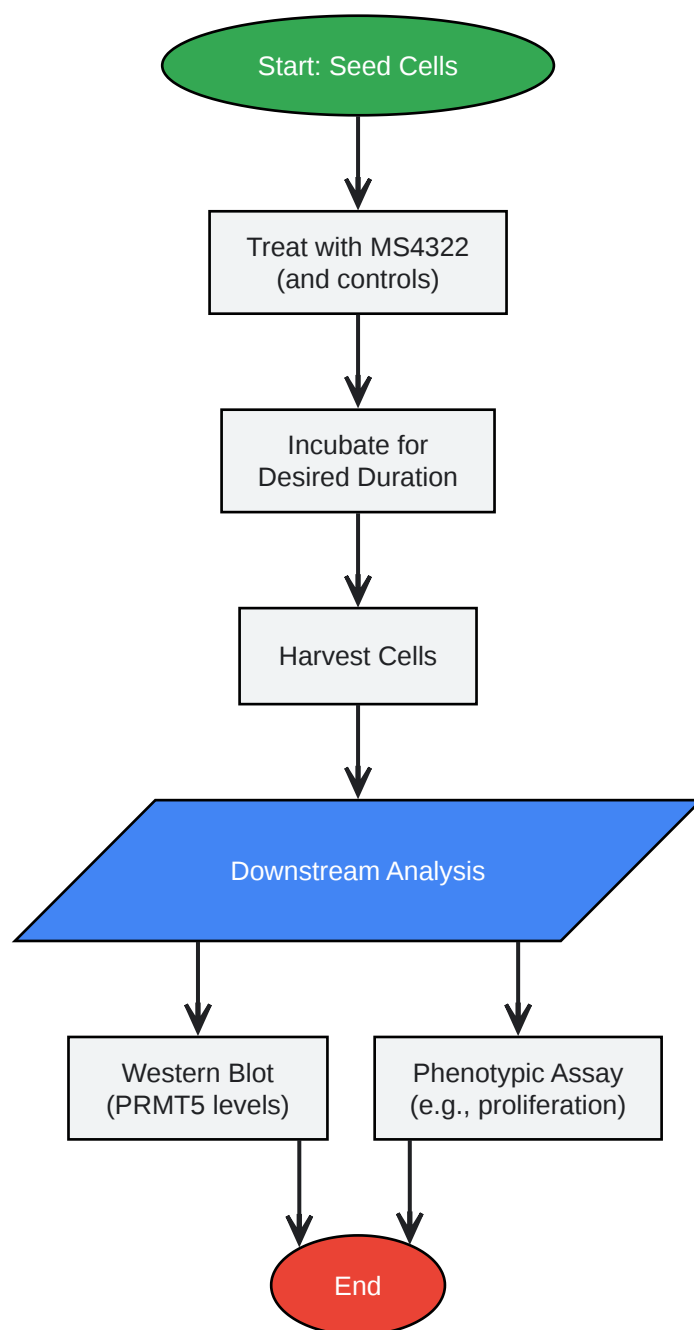 Start: Seed Cells
Treat with MS4322
(and controls)
Incubate for
Desired Duration
Harvest Cells
Downstream Analysis
Western Blot
(PRMT5 levels)
Phenotypic Assay
(e.g., proliferation)
End